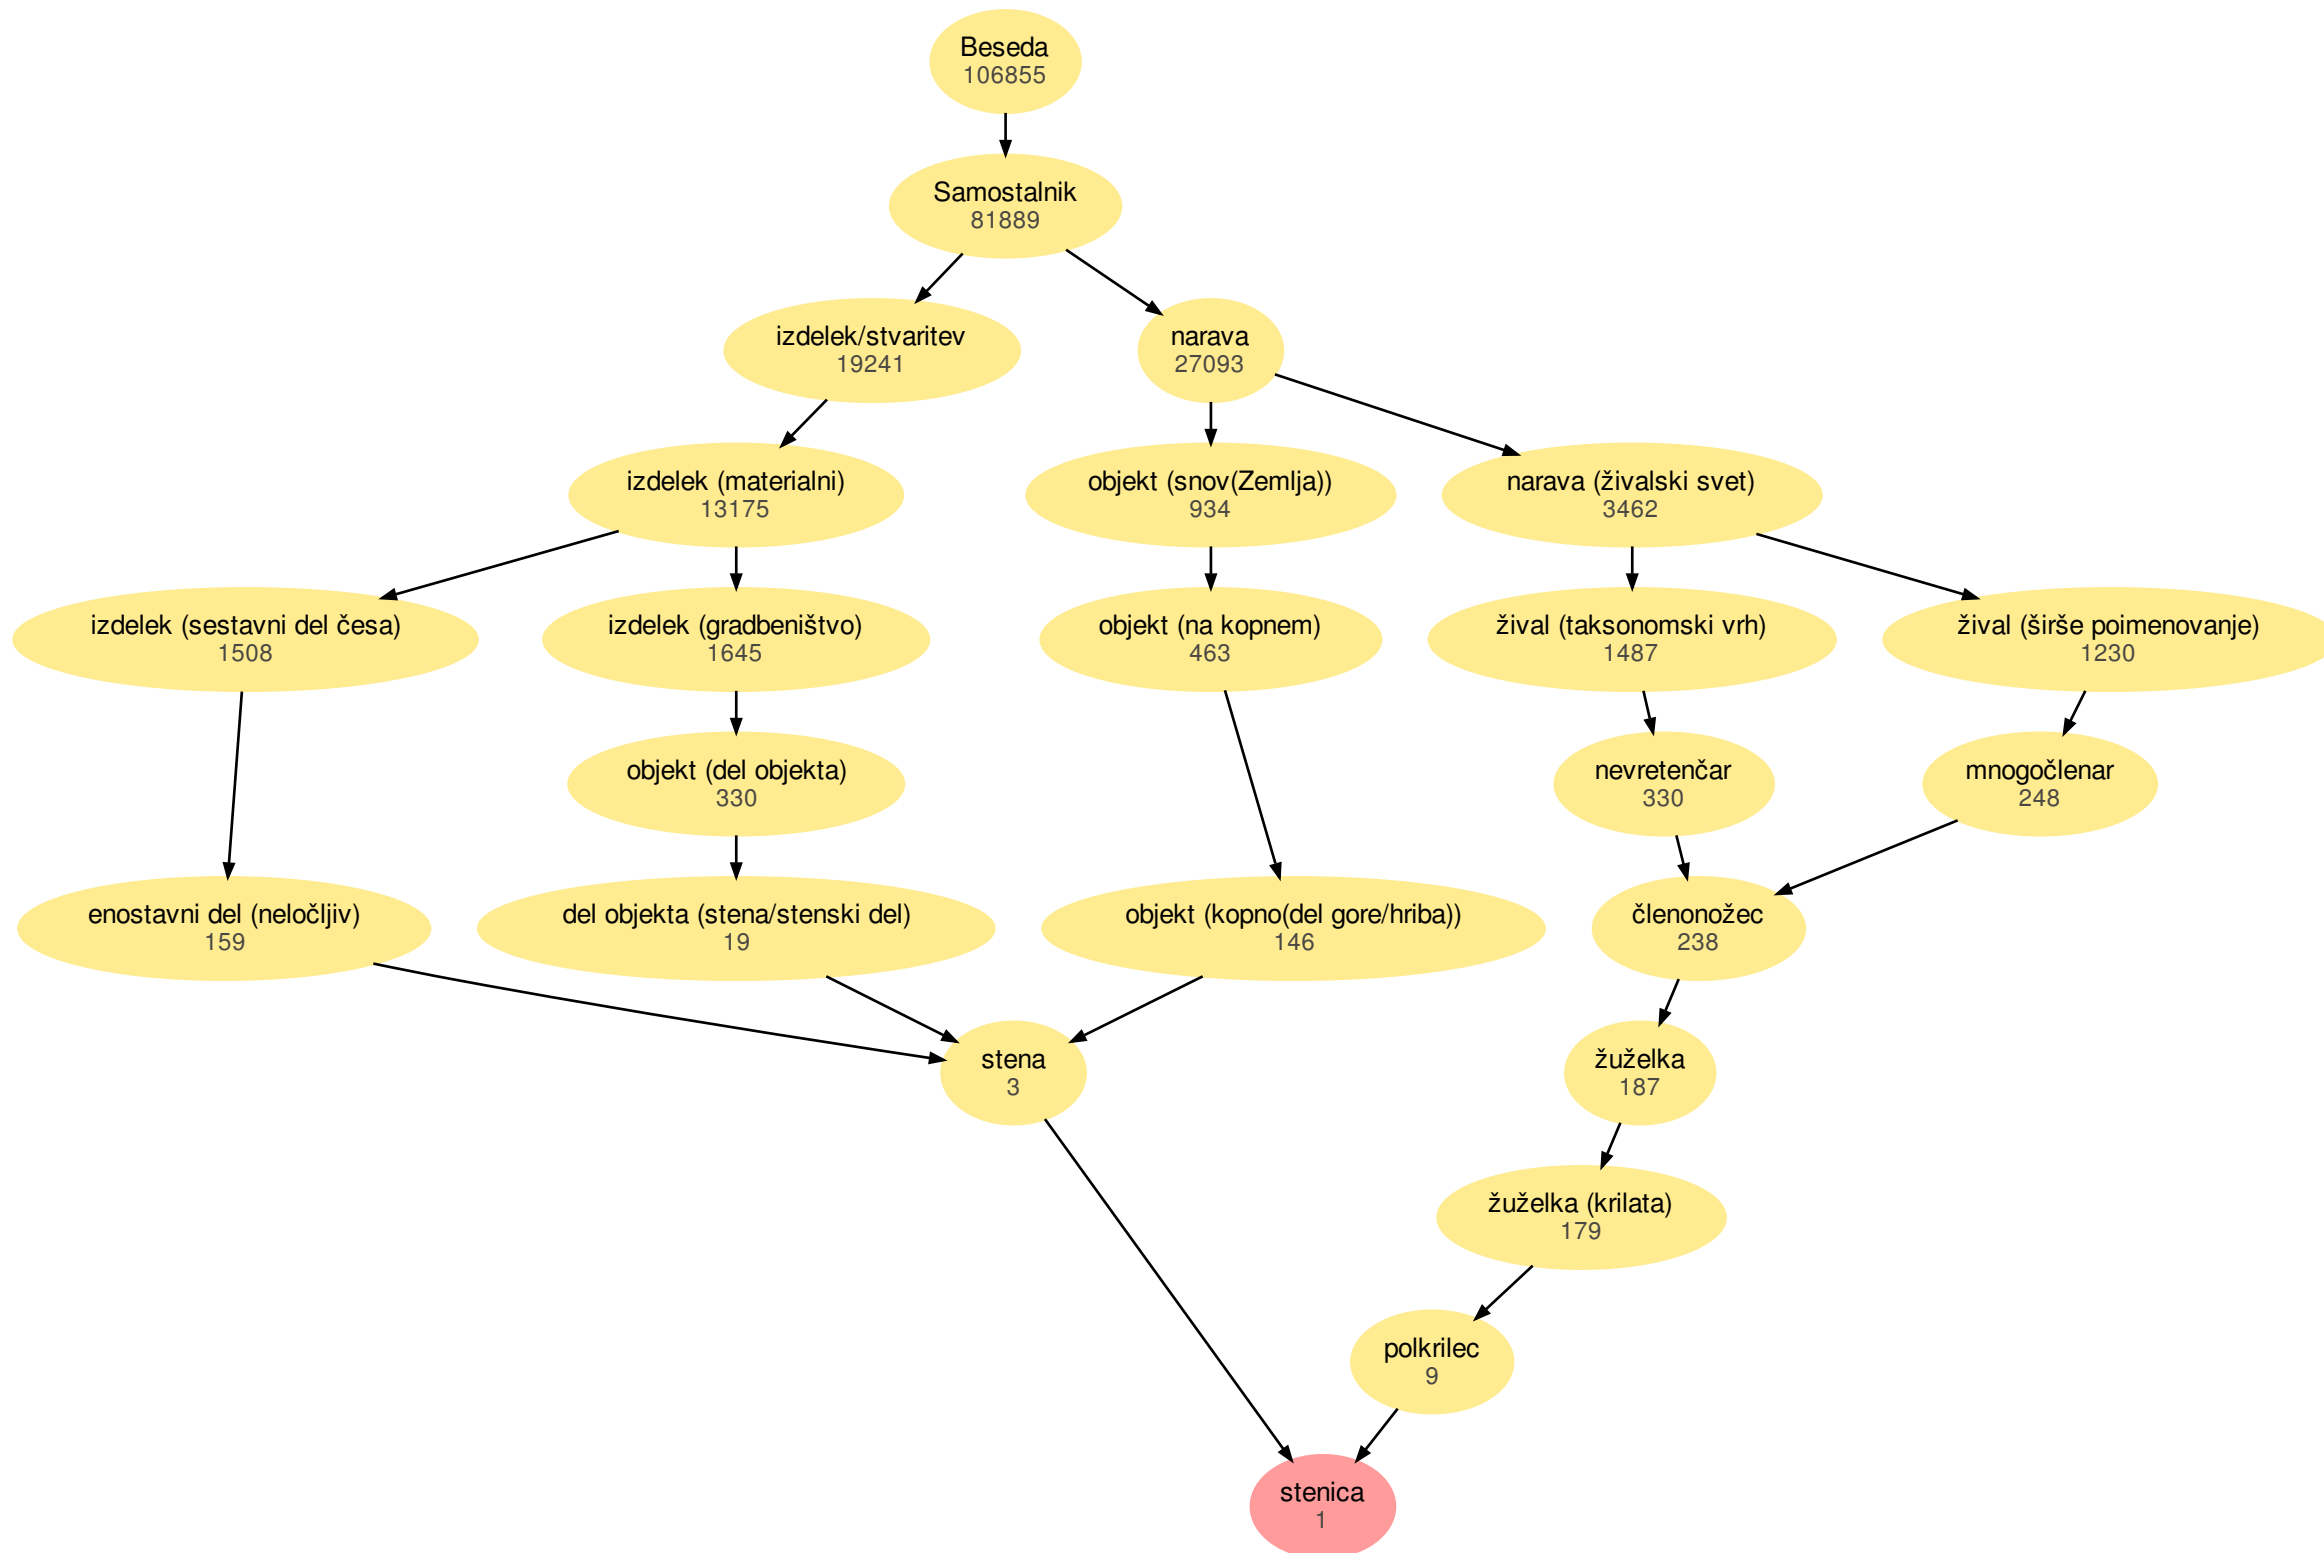 Beseda
106855
Samostalnik
81889
izdelek/stvaritev
19241
narava
27093
izdelek (materialni)
13175
objekt (snov(Zemlja))
934
narava (živalski svet)
3462
izdelek (sestavni del česa)
1508
izdelek (gradbeništvo)
1645
objekt (na kopnem)
463
žival (taksonomski vrh)
1487
žival (širše poimenovanje)
1230
objekt (del objekta)
330
nevretenčar
330
mnogočlenar
248
enostavni del (neločljiv)
159
del objekta (stena/stenski del)
19
objekt (kopno(del gore/hriba))
146
členonožec
238
stena
3
žuželka
187
žuželka (krilata)
179
polkrilec
9
stenica
1